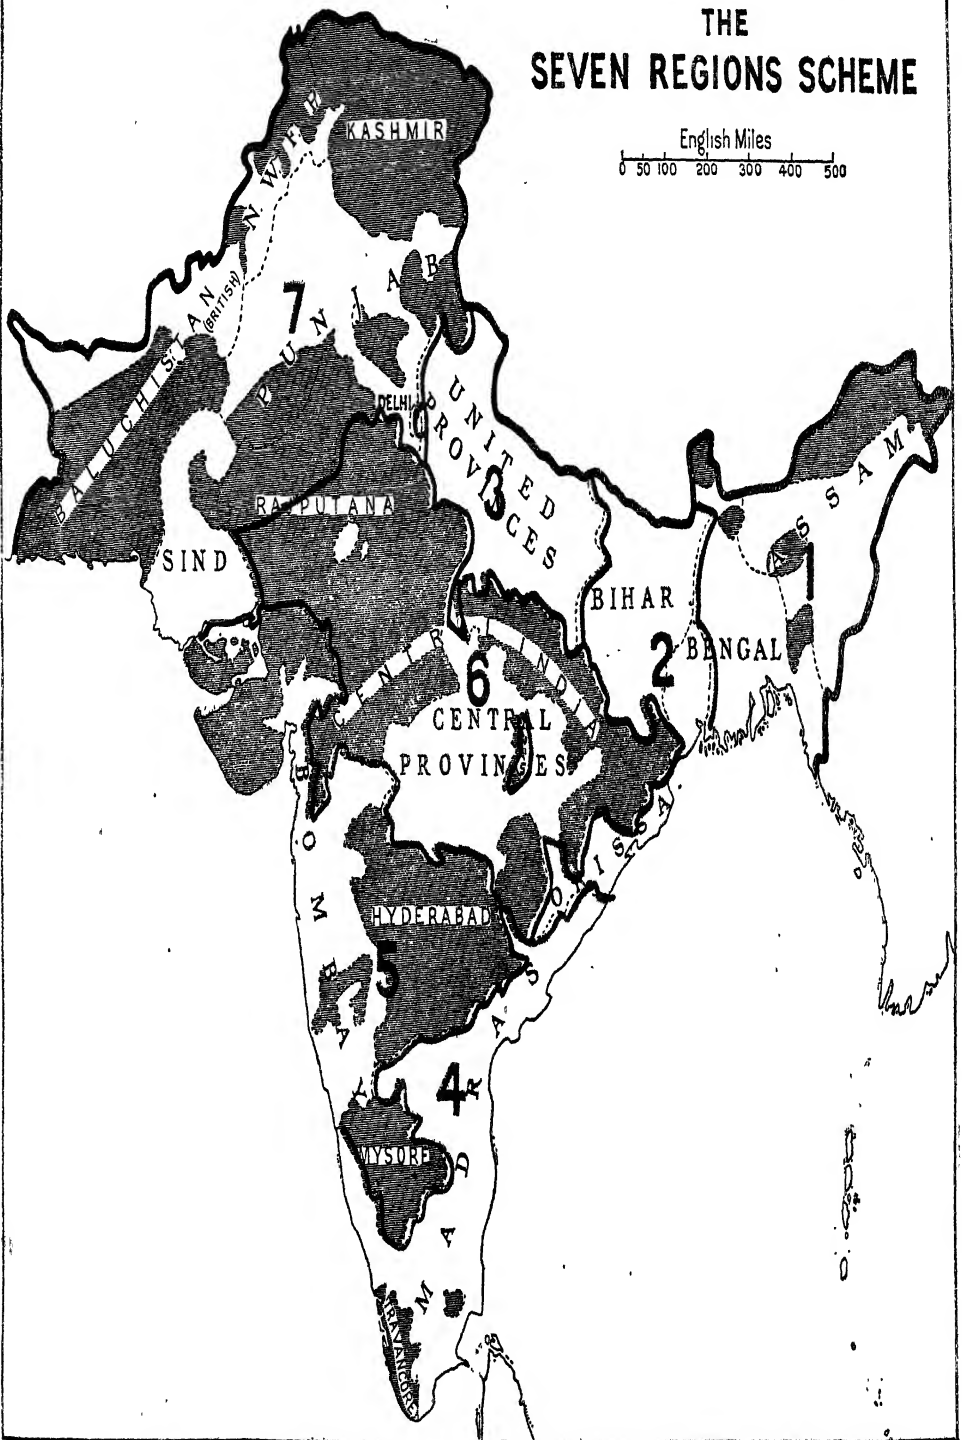 THE
SEVEN REGIONS SCHEME
English Miles
0 50 100 200 300 400 500
KASHMIR
N.W.F.P.
BALUCHISTAN
(BRITISH)
7
PUNJAB
DELHI
UNITED
PROVINCES
3
RAJPUTANA
SIND
ASSAM
1
BIHAR
2
BENGAL
CENTRAL INDIA
6
CENTRAL
PROVINCES
ORISSA
BOMBAY
HYDERABAD
5
4
MADRAS
MYSORE
TRAVANCORE